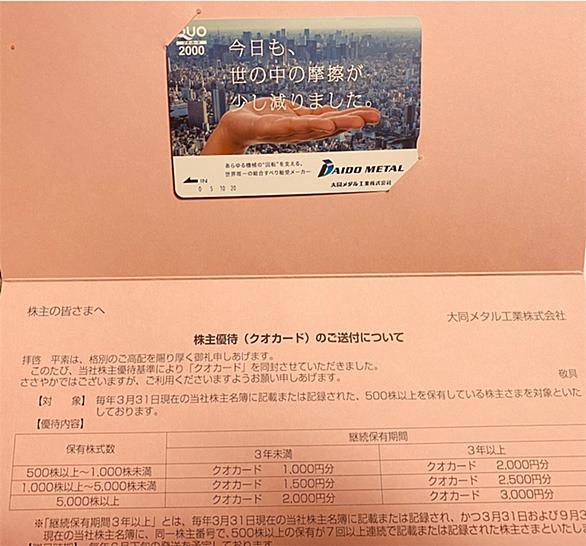 QUO
2000
今日も、
世の中の摩擦が
少し減りました。
あらゆる機械の"回転"を支える、
世界唯一の総合すべり軸受メーカー
DAIDO METAL
大同メタル工業株式会社
IN
0 5 10 20
株主の皆さまへ
大同メタル工業株式会社
株主優待（クオカード）のご送付について
拝啓 平素は、格別のご高配を賜り厚く御礼申しあげます。
このたび、当社株主優待基準により「クオカード」を同封させていただきました。
ささやかではございますが、ご利用くださいますようお願い申しあげます。
敬具
【対 象】 毎年3月31日現在の当社株主名簿に記載または記録された、500株以上を保有している株主さまを対象といた
しております。
【優待内容】
保有株式数 継続保有期間
3年未満 3年以上
500株以上～1,000株未満 クオカード 1,000円分 クオカード 2,000円分
1,000株以上～5,000株未満 クオカード 1,500円分 クオカード 2,500円分
5,000株以上 クオカード 2,000円分 クオカード 3,000円分
※「継続保有期間3年以上」とは、毎年3月31日現在の当社株主名簿に記載または記録され、かつ3月31日および9月3
現在の当社株主名簿に、同一株主番号で、500株以上の保有が7回以上連続で記載または記録された株主さまといたしま